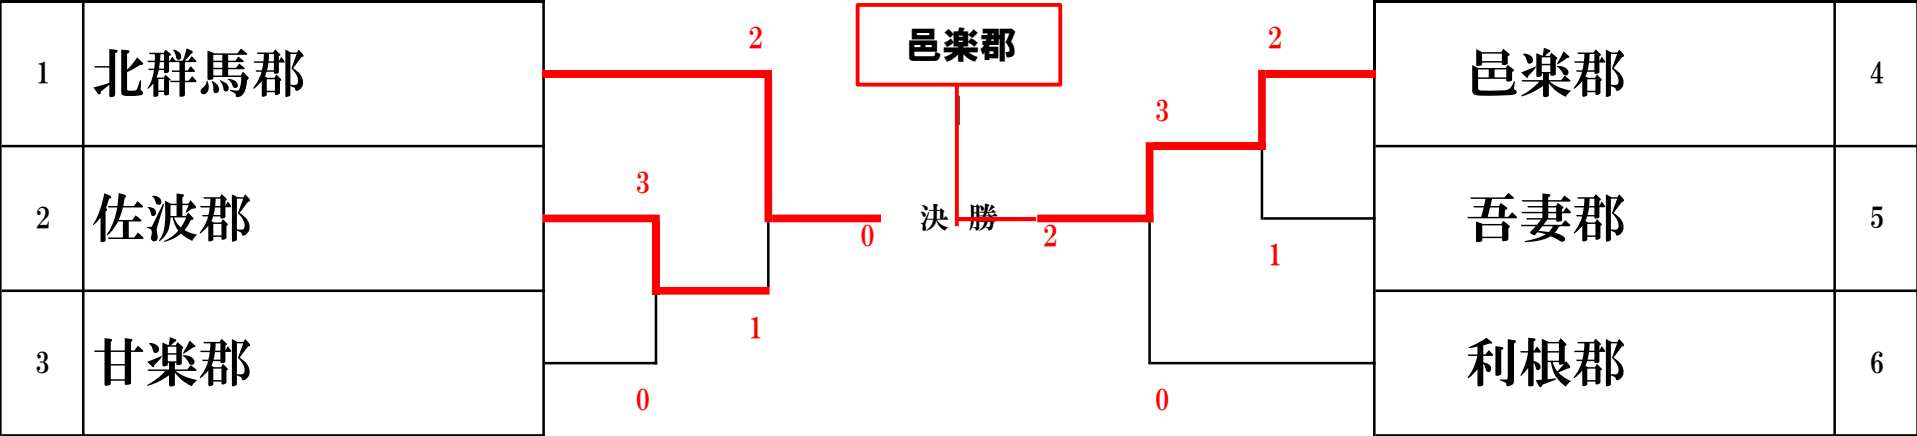 邑楽郡
1 北群馬郡 2 2 邑楽郡 4
3
2 佐波郡 3 0 決 勝 2 吾妻郡 5
1
3 甘楽郡 1 利根郡 6
0 0